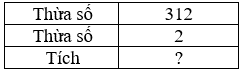 Thừa số 312
Thừa số 2
Tích ?